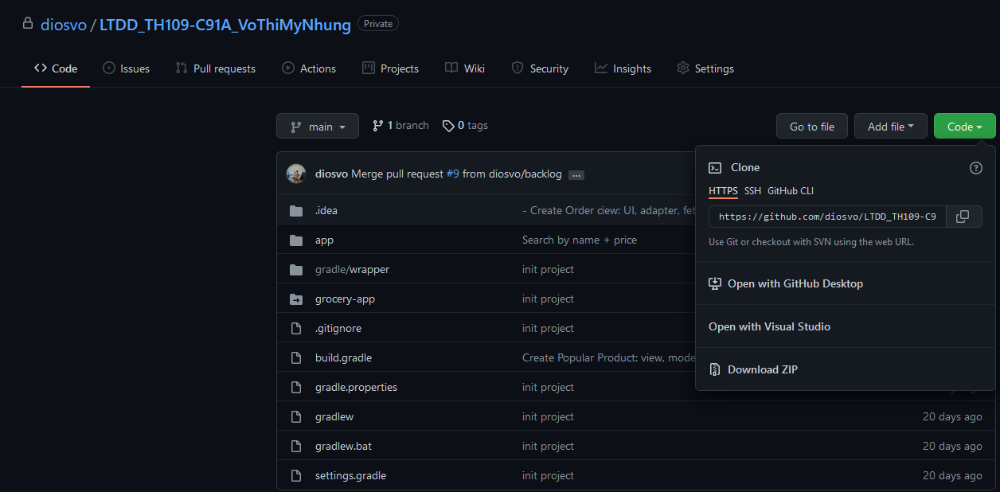 diosvo / LTDD_TH109-C91A_VoThiMyNhung Private
Code Issues Pull requests Actions Projects Wiki Security Insights Settings
main 1 branch 0 tags Go to file Add file Code
diosvo Merge pull request #9 from diosvo/backlog ...
.idea - Create Order ciew: UI, adapter, fet
app Search by name + price
gradle/wrapper init project
grocery-app init project
.gitignore init project
build.gradle Create Popular Product: view, mode
gradle.properties init project
gradlew init project 20 days ago
gradlew.bat init project 20 days ago
settings.gradle init project 20 days ago
Clone
HTTPS SSH GitHub CLI
https://github.com/diosvo/LTDD_TH109-C9
Use Git or checkout with SVN using the web URL.
Open with GitHub Desktop
Open with Visual Studio
Download ZIP